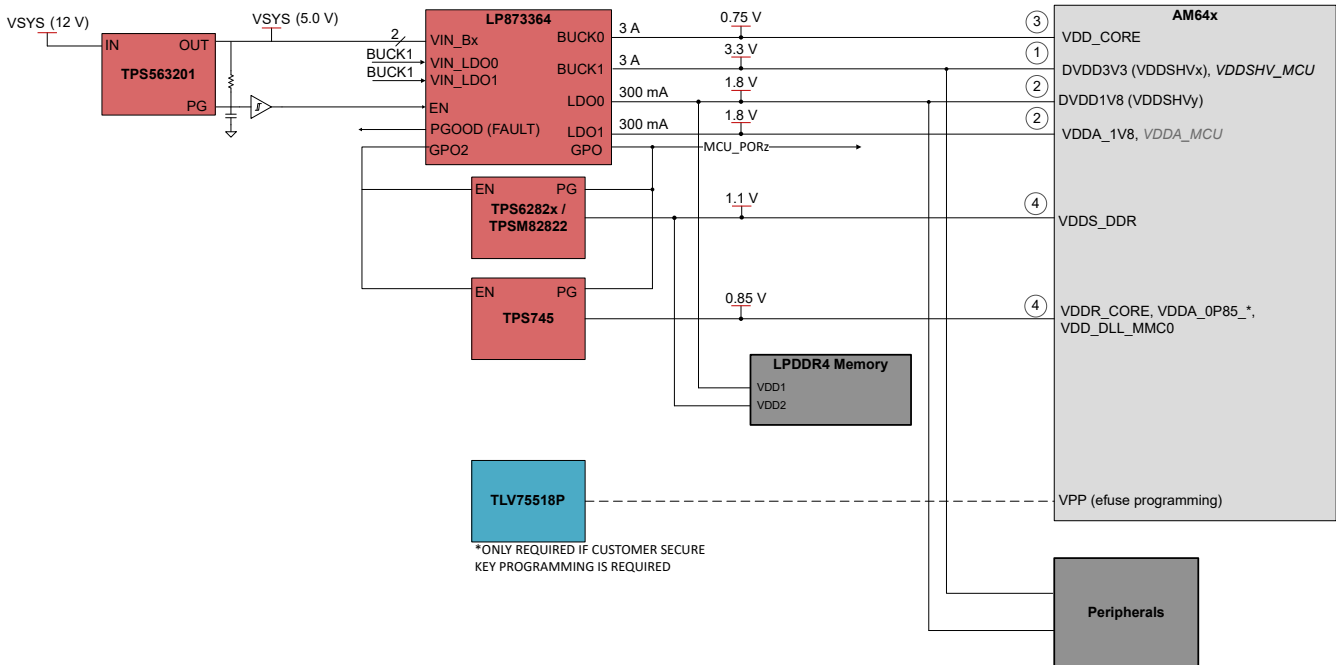 VSYS (12 V)
VSYS (5.0 V)
IN
OUT
TPS563201
PG
LP873364
2
VIN_Bx
BUCK1
VIN_LDO0
BUCK1
VIN_LDO1
EN
PGOOD (FAULT)
GPO2
BUCK0
BUCK1
LDO0
LDO1
GPO
3 A
3 A
300 mA
300 mA
MCU_PORz
0.75 V
3.3 V
1.8 V
1.8 V
1.1 V
0.85 V
EN
PG
TPS6282x /
TPSM82822
EN
PG
TPS745
LPDDR4 Memory
VDD1
VDD2
TLV75518P
*ONLY REQUIRED IF CUSTOMER SECURE
KEY PROGRAMMING IS REQUIRED
AM64x
3
VDD_CORE
1
DVDD3V3 (VDDSHVx), VDDSHV_MCU
2
DVDD1V8 (VDDSHVy)
2
VDDA_1V8, VDDA_MCU
4
VDDS_DDR
4
VDDR_CORE, VDDA_0P85_*,
VDD_DLL_MMC0
VPP (efuse programming)
Peripherals